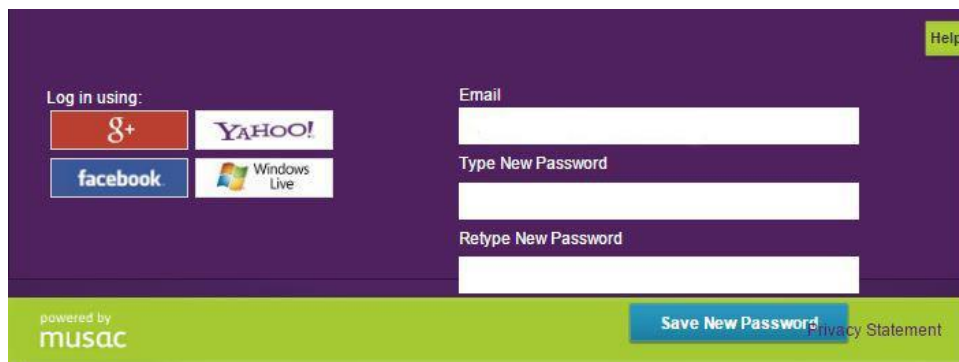 Help
Log in using:
g+
YAHOO!
facebook
Windows
Live
Email
Type New Password
Retype New Password
powered by
musac
Save New Password
Privacy Statement